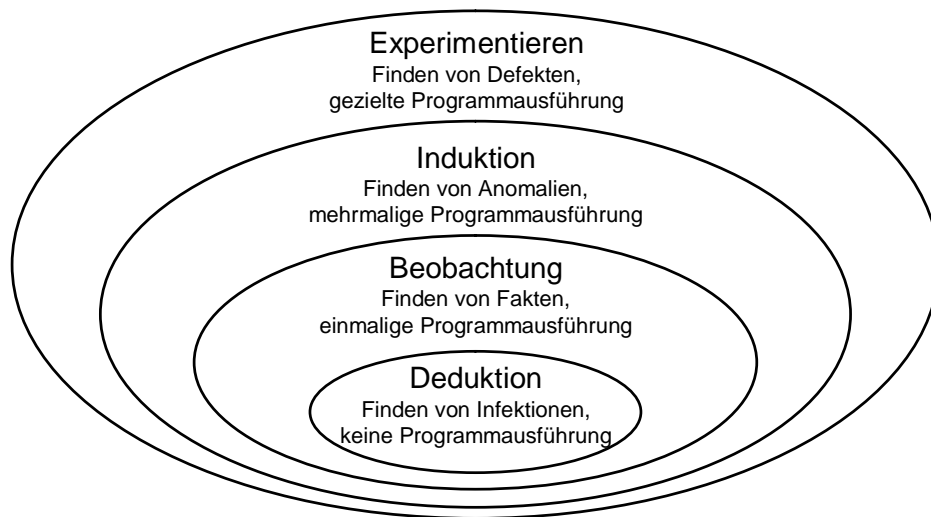 Experimentieren
Finden von Defekten,
gezielte Programmausführung
Induktion
Finden von Anomalien,
mehrmalige Programmausführung
Beobachtung
Finden von Fakten,
einmalige Programmausführung
Deduktion
Finden von Infektionen,
keine Programmausführung